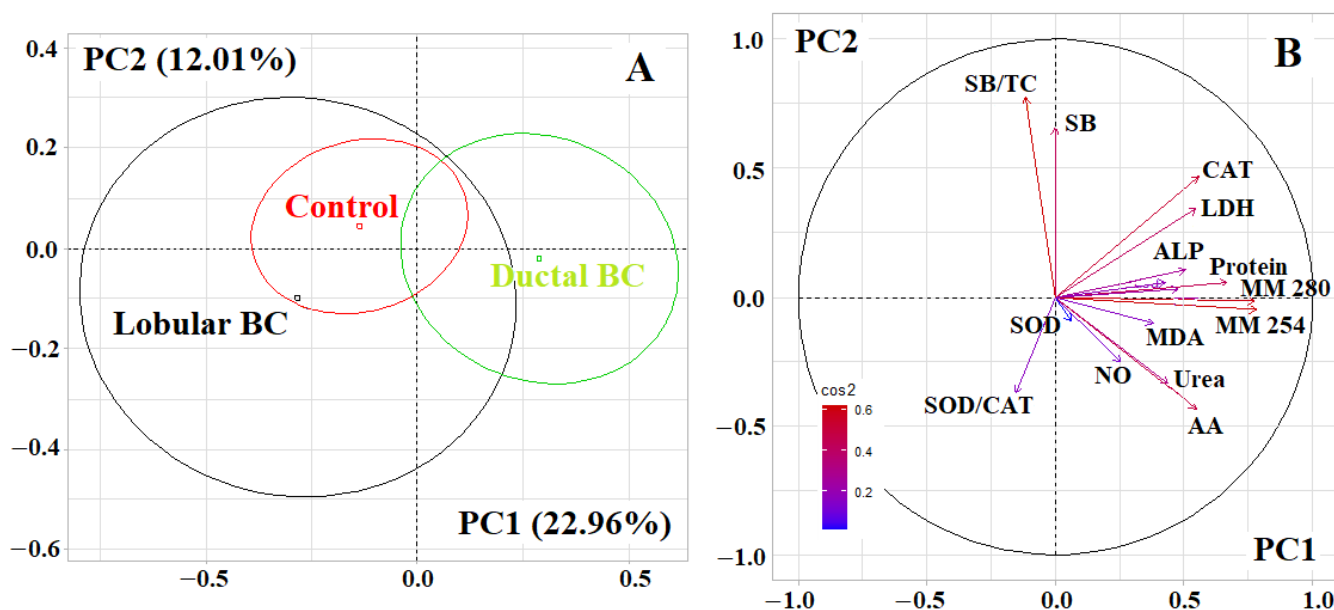 A
PC2 (12.01%)
0.4
0.2
0.0
−0.2
−0.4
−0.6
Control
Ductal BC
Lobular BC
PC1 (22.96%)
−0.5
0.0
0.5
B
PC2
1.0
0.5
0.0
−0.5
−1.0
SB/TC
SB
CAT
LDH
ALP
Protein
MM 280
MM 254
SOD
MDA
NO
Urea
SOD/CAT
AA
cos2
0.6
0.4
0.2
PC1
−1.0
−0.5
0.0
0.5
1.0